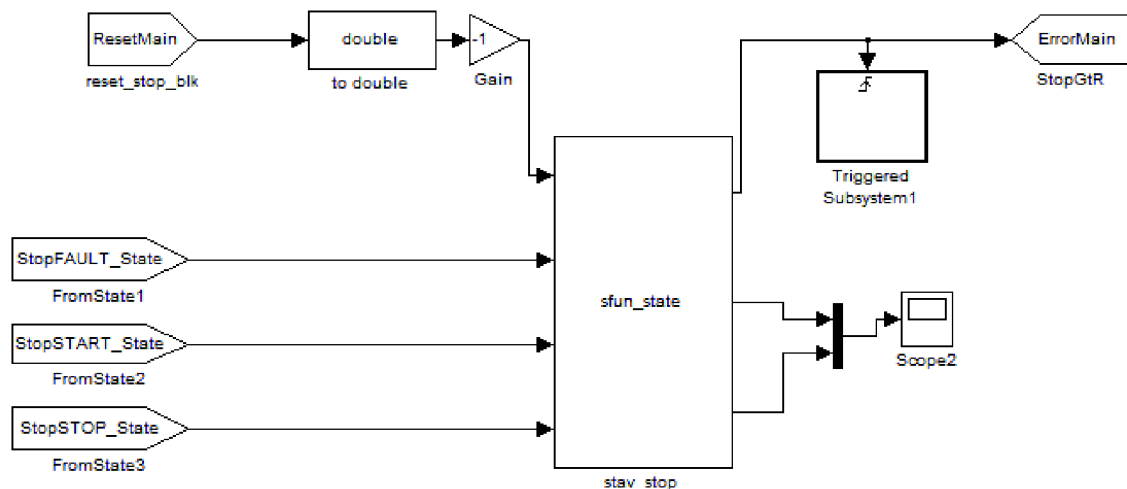 ResetMain
reset_stop_blk
double
to double
-1
Gain
ErrorMain
StopGtR
Triggered
Subsystem1
StopFAULT_State
FromState1
StopSTART_State
FromState2
StopSTOP_State
FromState3
sfun_state
stav_stop
Scope2